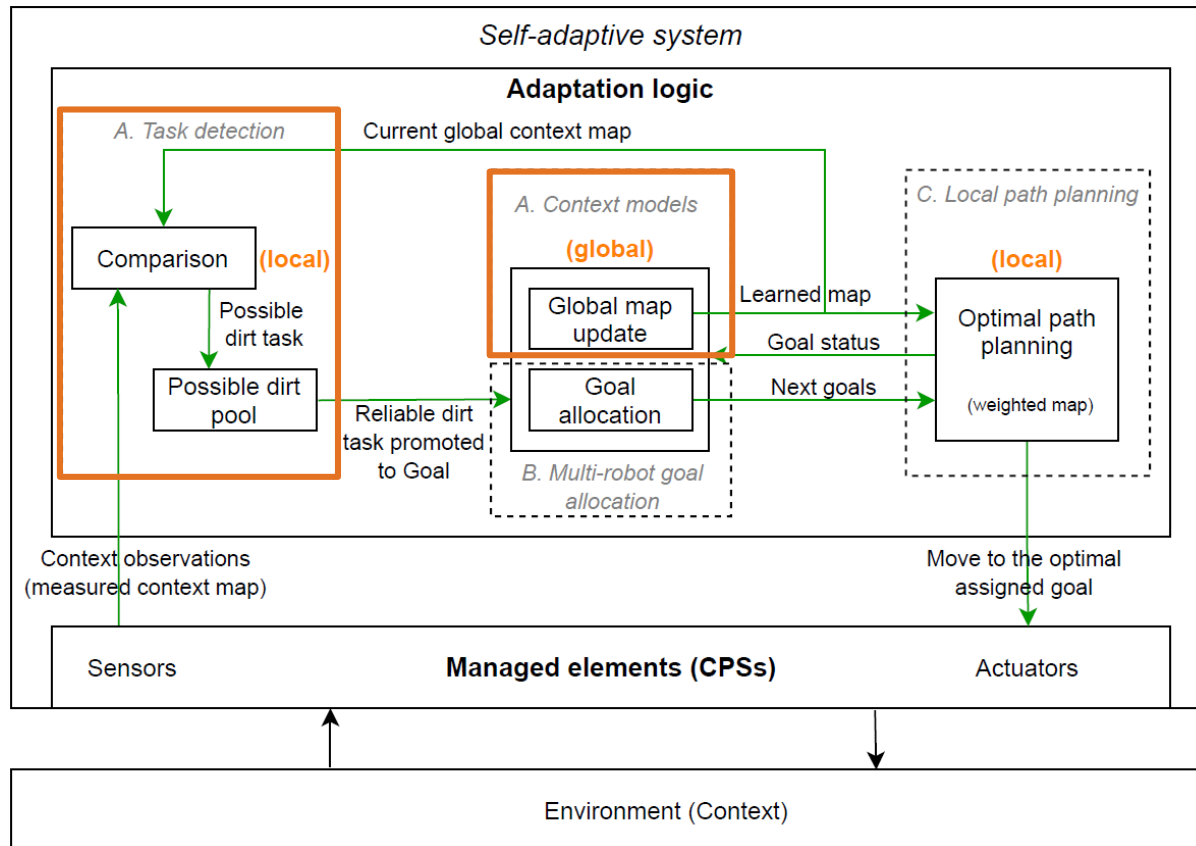 Self-adaptive system
Adaptation logic
A. Task detection
Current global context map
A. Context models
C. Local path planning
Comparison
(local)
(global)
(local)
Possible
dirt task
Global map
update
Learned map
Optimal path
planning
(weighted map)
Goal status
Possible dirt
pool
Reliable dirt
task promoted
to Goal
Goal
allocation
Next goals
B. Multi-robot goal
allocation
Context observations
(measured context map)
Move to the optimal
assigned goal
Sensors
Managed elements (CPSs)
Actuators
Environment (Context)